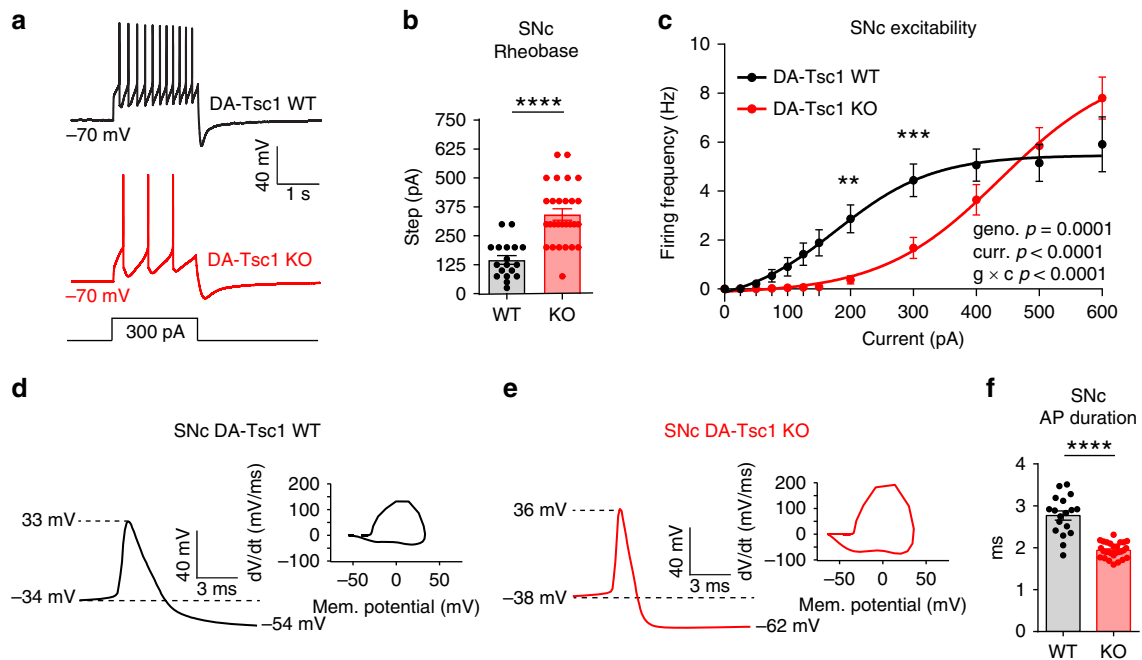 a
DA-Tsc1 WT
–70 mV
40 mV
1 s
DA-Tsc1 KO
–70 mV
300 pA
b
SNc
Rheobase
****
Step (pA)
750
625
500
375
250
125
0
WT
KO
c
SNc excitability
DA-Tsc1 WT
DA-Tsc1 KO
Firing frequency (Hz)
10
8
6
4
2
0
**
***
geno. p = 0.0001
curr. p < 0.0001
g × c p < 0.0001
0
100
200
300
400
500
600
Current (pA)
d
SNc DA-Tsc1 WT
33 mV
–34 mV
–54 mV
40 mV
3 ms
dV/dt (mV/ms)
200
100
0
–100
–50
0
50
Mem. potential (mV)
e
SNc DA-Tsc1 KO
36 mV
–38 mV
–62 mV
40 mV
3 ms
dV/dt (mV/ms)
200
100
0
–100
–50
0
50
Mem. potential (mV)
f
SNc
AP duration
****
ms
4
3
2
1
0
WT
KO